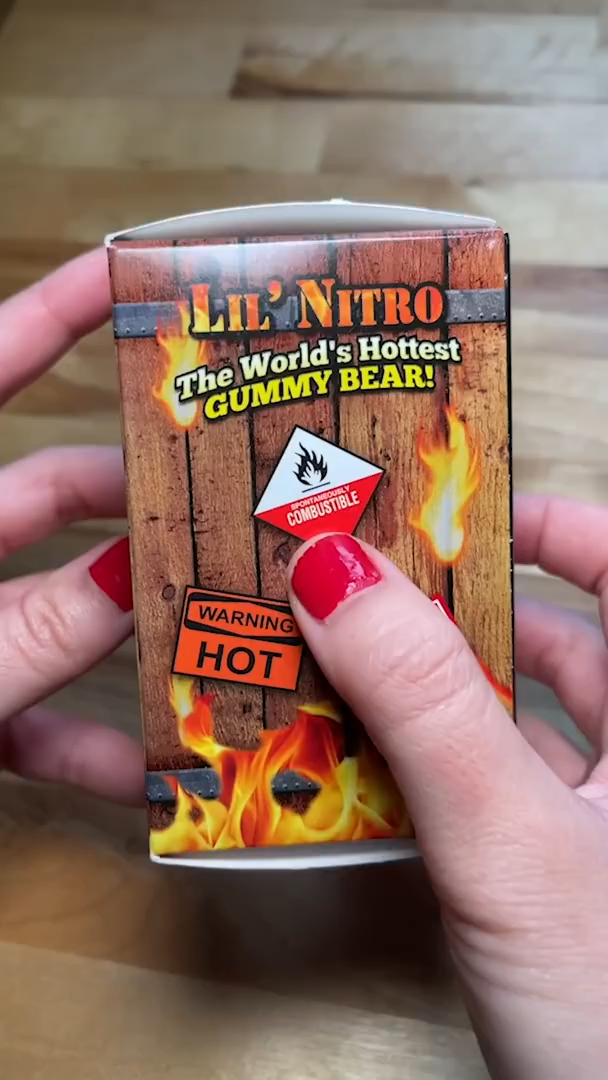 LIL' NITRO
The World's Hottest
GUMMY BEAR!
SPONTANEOUSLY
COMBUSTIBLE
WARNING
HOT